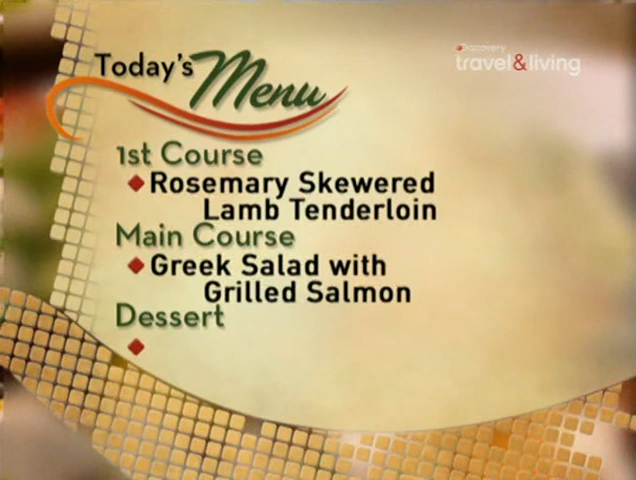 Today's Menu
Discovery
travel&living
1st Course
Rosemary Skewered
Lamb Tenderloin
Main Course
Greek Salad with
Grilled Salmon
Dessert